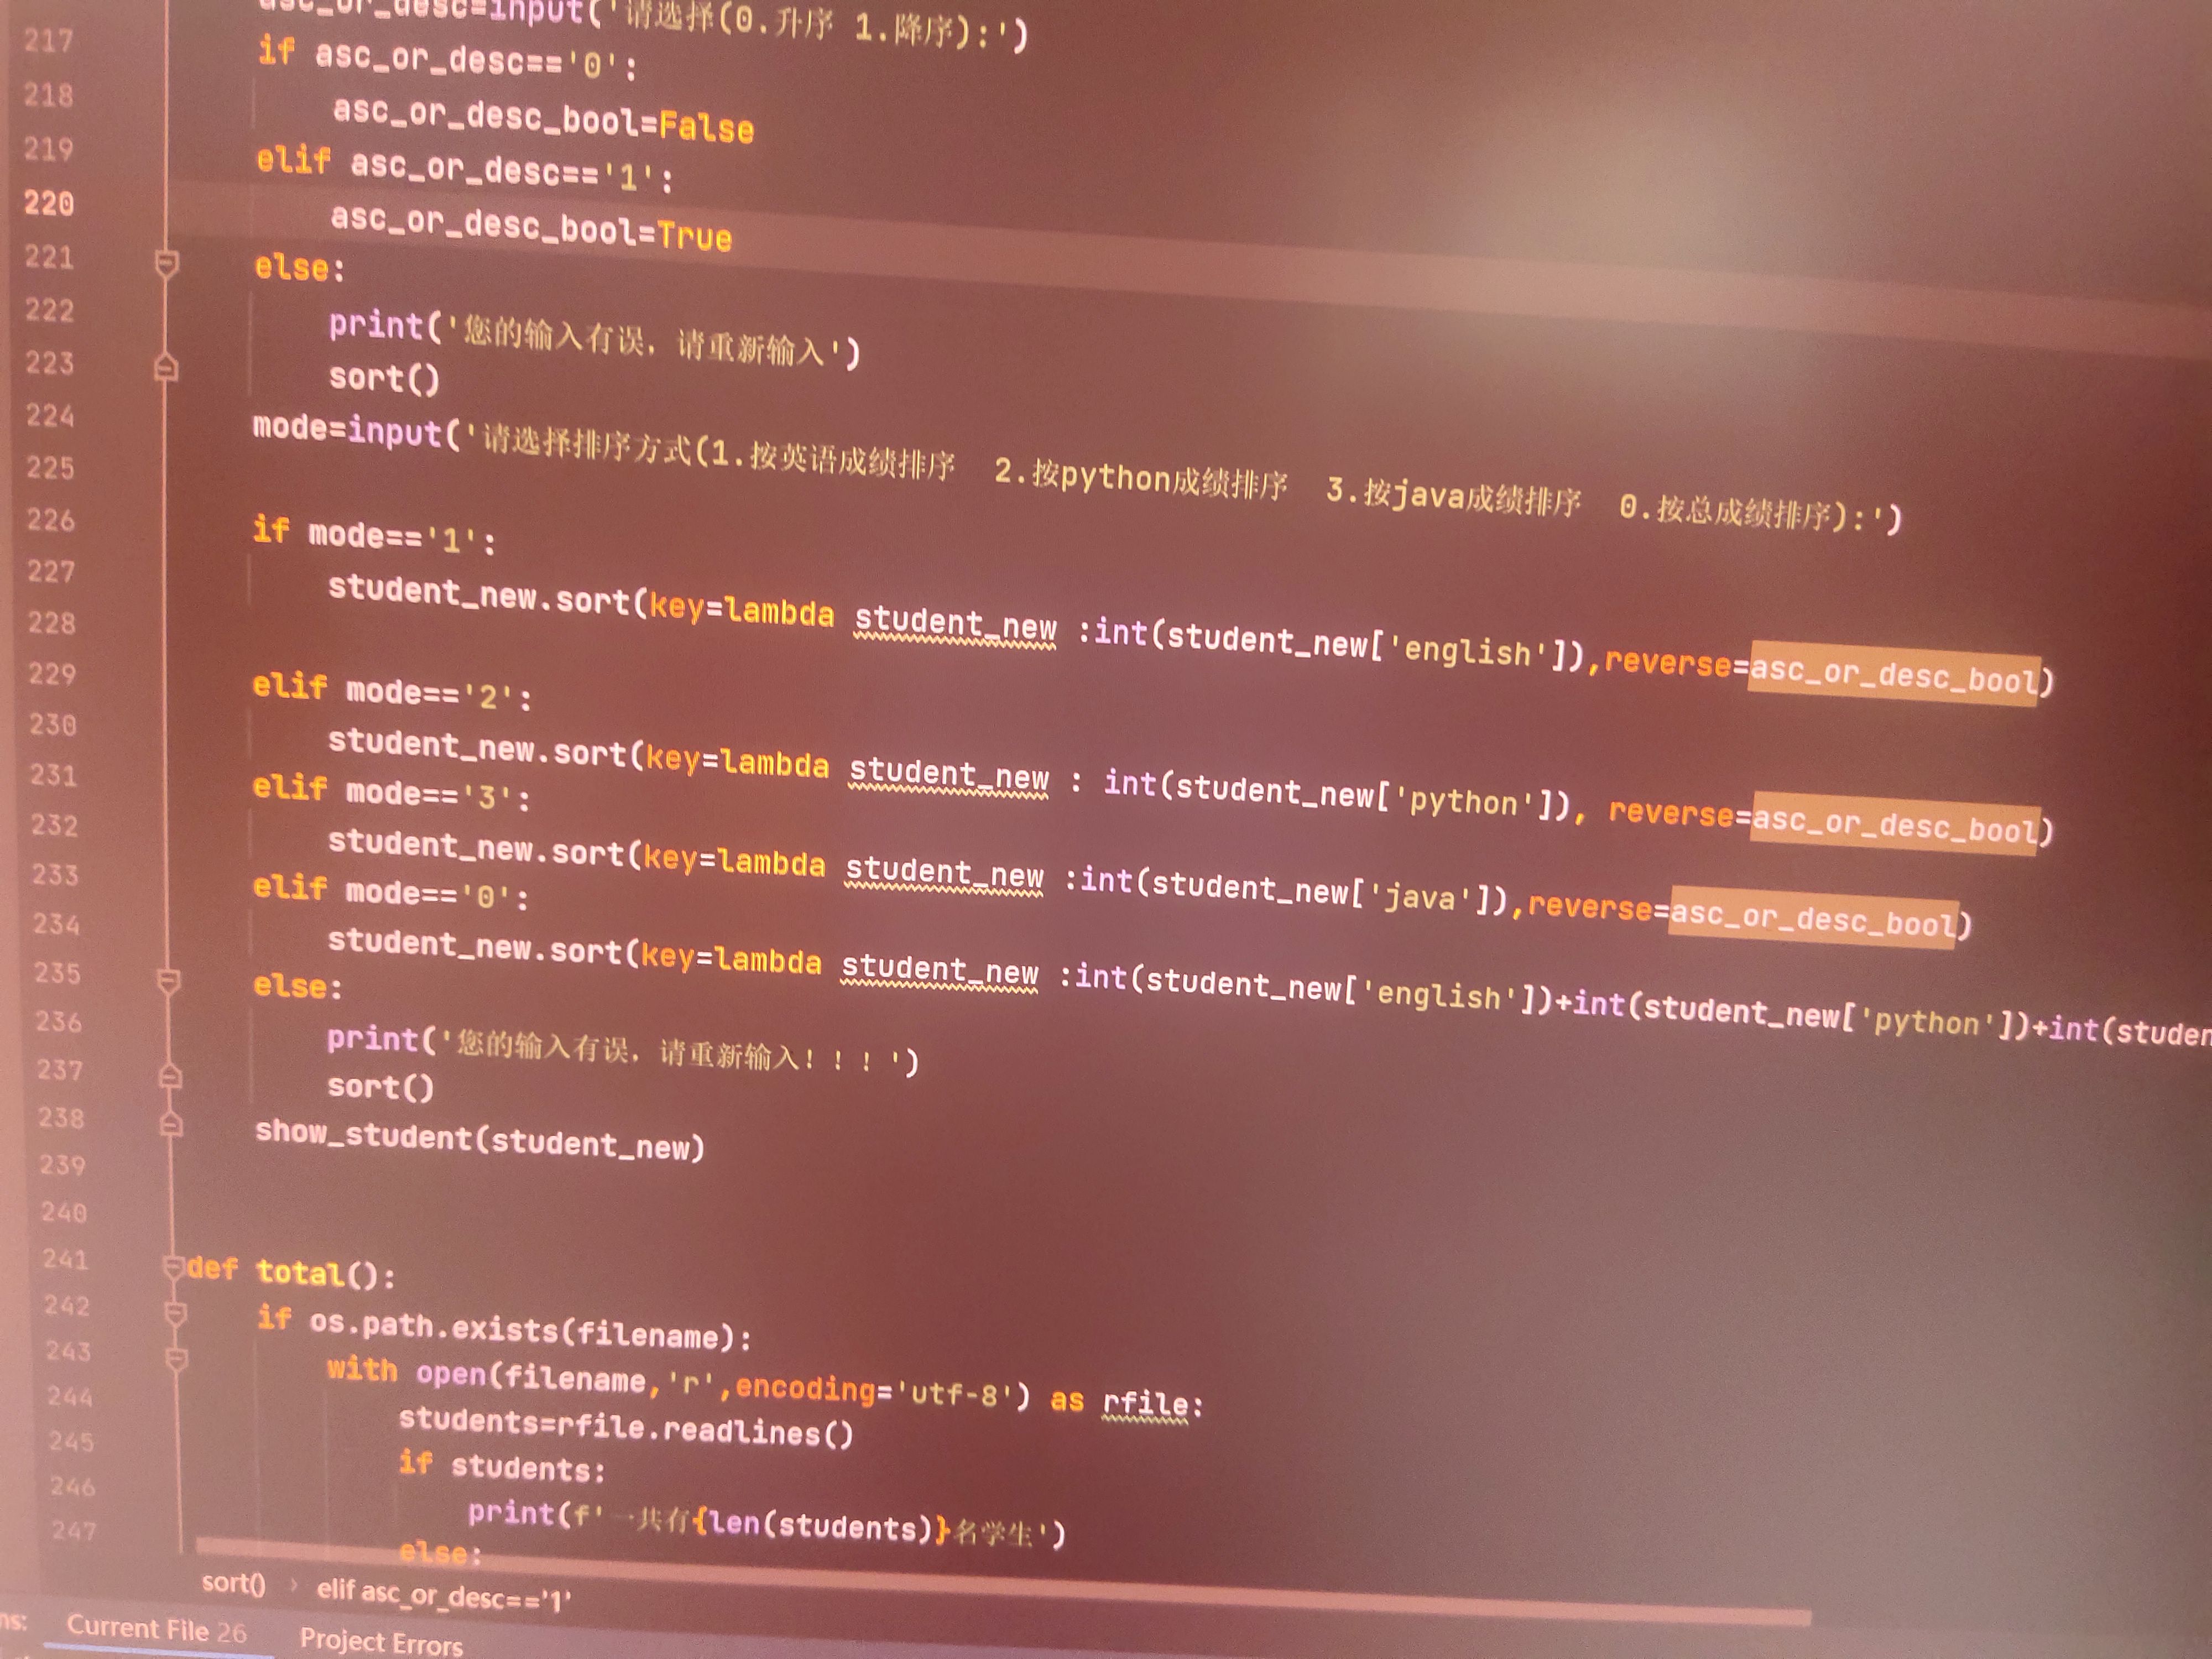 asc_or_desc=input('请选择(0.升序 1.降序):')
217 if asc_or_desc=='0':
218 asc_or_desc_bool=False
219 elif asc_or_desc=='1':
220 asc_or_desc_bool=True
221 else:
222 print('您的输入有误，请重新输入')
223 sort()
224 mode=input('请选择排序方式(1.按英语成绩排序  2.按python成绩排序  3.按java成绩排序  0.按总成绩排序):')
225
226 if mode=='1':
227 student_new.sort(key=lambda student_new :int(student_new['english']),reverse=asc_or_desc_bool)
228
229 elif mode=='2':
230 student_new.sort(key=lambda student_new : int(student_new['python']), reverse=asc_or_desc_bool)
231 elif mode=='3':
232 student_new.sort(key=lambda student_new :int(student_new['java']),reverse=asc_or_desc_bool)
233 elif mode=='0':
234 student_new.sort(key=lambda student_new :int(student_new['english'])+int(student_new['python'])+int(studen
235 else:
236 print('您的输入有误，请重新输入！！！')
237 sort()
238 show_student(student_new)
239
240
241 def total():
242 if os.path.exists(filename):
243 with open(filename,'r',encoding='utf-8') as rfile:
244 students=rfile.readlines()
245 if students:
246 print(f'一共有{len(students)}名学生')
247 else:
sort() › elif asc_or_desc=='1'
ns: Current File 26 Project Errors